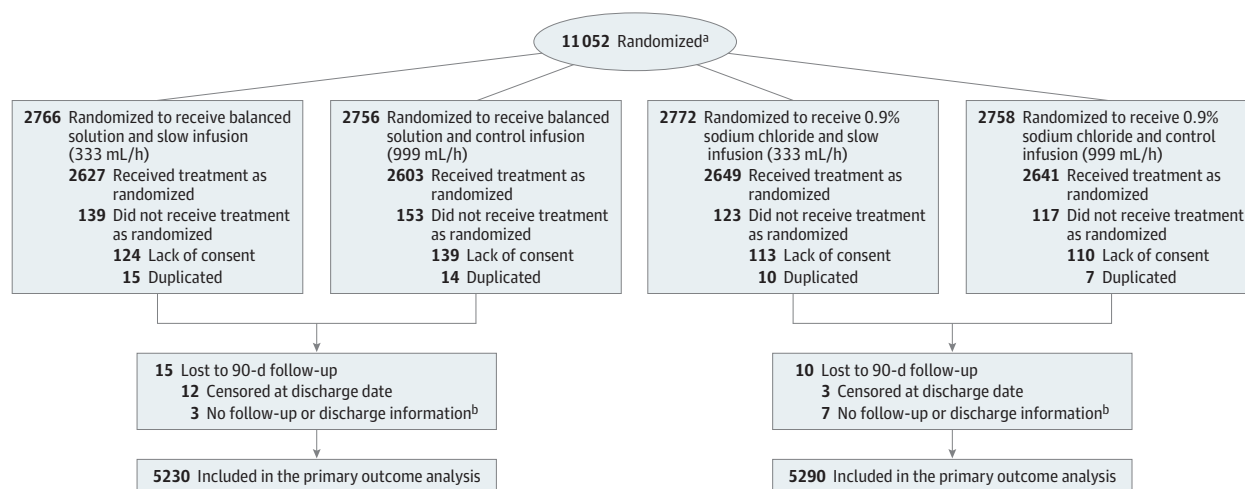 11 052 Randomizedᵃ
2766 Randomized to receive balanced
solution and slow infusion
(333 mL/h)
2627 Received treatment as
randomized
139 Did not receive treatment
as randomized
124 Lack of consent
15 Duplicated
2756 Randomized to receive balanced
solution and control infusion
(999 mL/h)
2603 Received treatment as
randomized
153 Did not receive treatment
as randomized
139 Lack of consent
14 Duplicated
2772 Randomized to receive 0.9%
sodium chloride and slow
infusion (333 mL/h)
2649 Received treatment as
randomized
123 Did not receive treatment
as randomized
113 Lack of consent
10 Duplicated
2758 Randomized to receive 0.9%
sodium chloride and control
infusion (999 mL/h)
2641 Received treatment as
randomized
117 Did not receive treatment
as randomized
110 Lack of consent
7 Duplicated
15 Lost to 90-d follow-up
12 Censored at discharge date
3 No follow-up or discharge informationᵇ
10 Lost to 90-d follow-up
3 Censored at discharge date
7 No follow-up or discharge informationᵇ
5230 Included in the primary outcome analysis
5290 Included in the primary outcome analysis